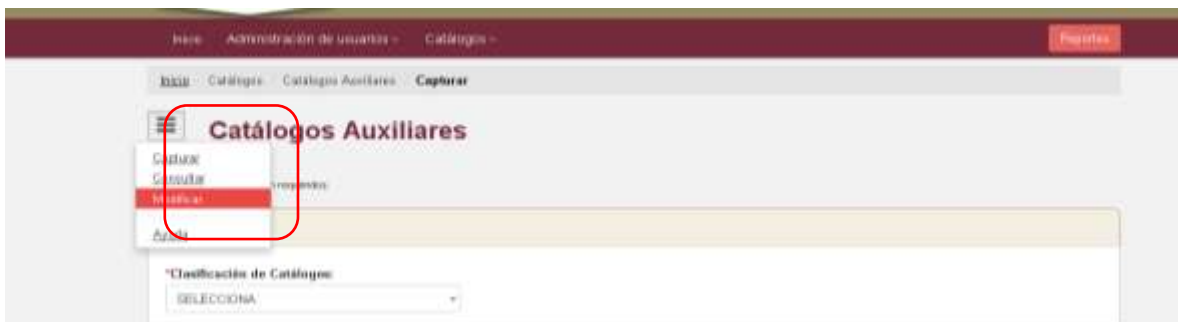 Inicio Administración de usuarios Catálogos Reportes
Inicio Catálogos Catálogos Auxiliares Capturar
Catálogos Auxiliares
Capturar
Consultar
requeridos
Modificar
Ayuda
*Clasificación de Catálogos:
SELECCIONA